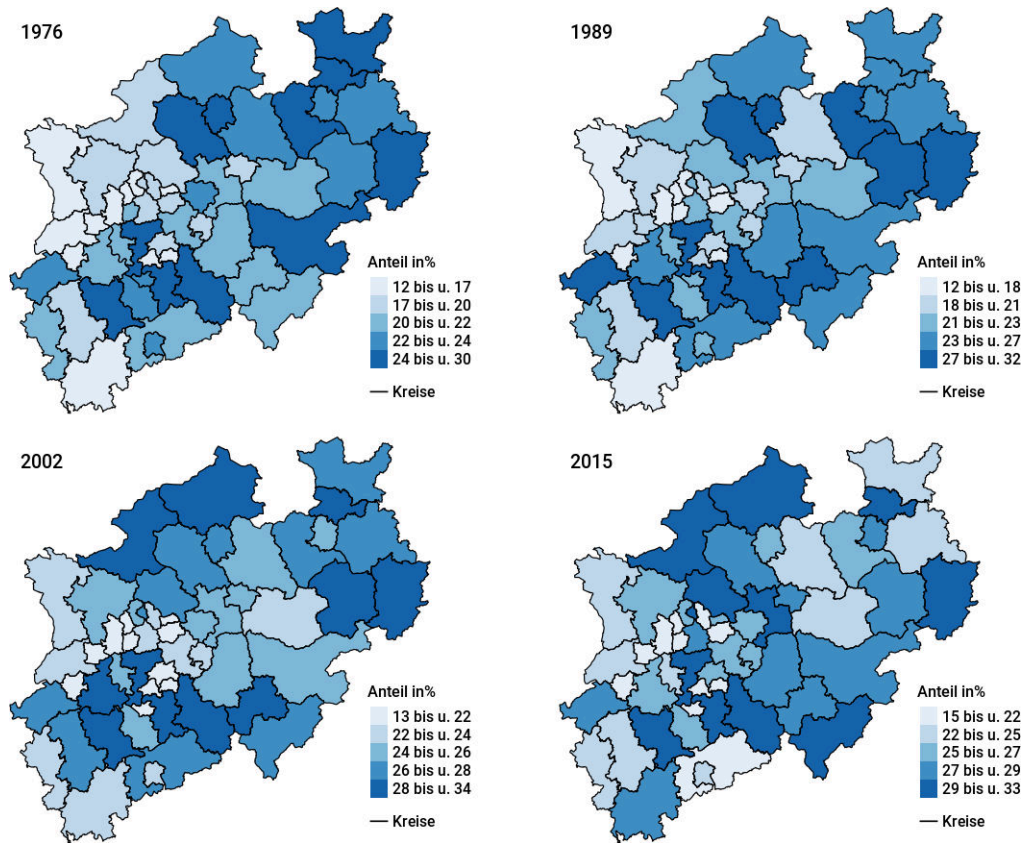 1976
Anteil in%
12 bis u. 17
17 bis u. 20
20 bis u. 22
22 bis u. 24
24 bis u. 30
Kreise
1989
Anteil in%
12 bis u. 18
18 bis u. 21
21 bis u. 23
23 bis u. 27
27 bis u. 32
Kreise
2002
Anteil in%
13 bis u. 22
22 bis u. 24
24 bis u. 26
26 bis u. 28
28 bis u. 34
Kreise
2015
Anteil in%
15 bis u. 22
22 bis u. 25
25 bis u. 27
27 bis u. 29
29 bis u. 33
Kreise